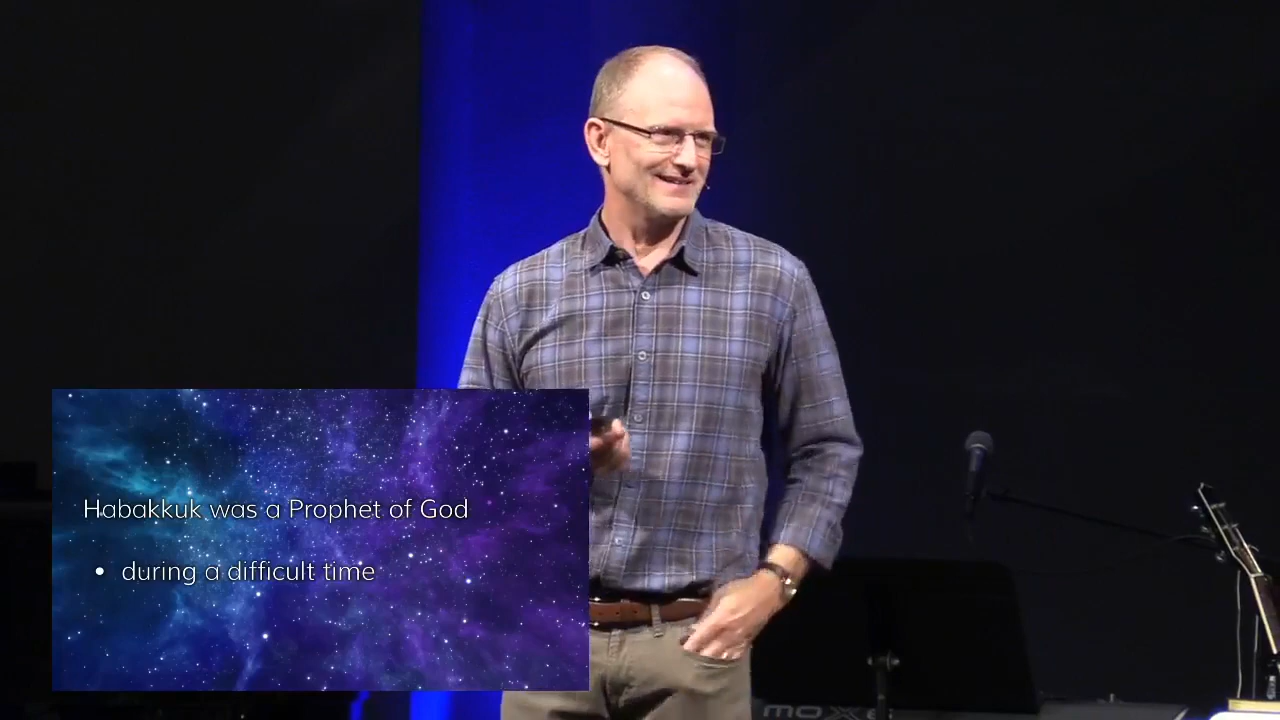 Habakkuk was a Prophet of God
• during a difficult time